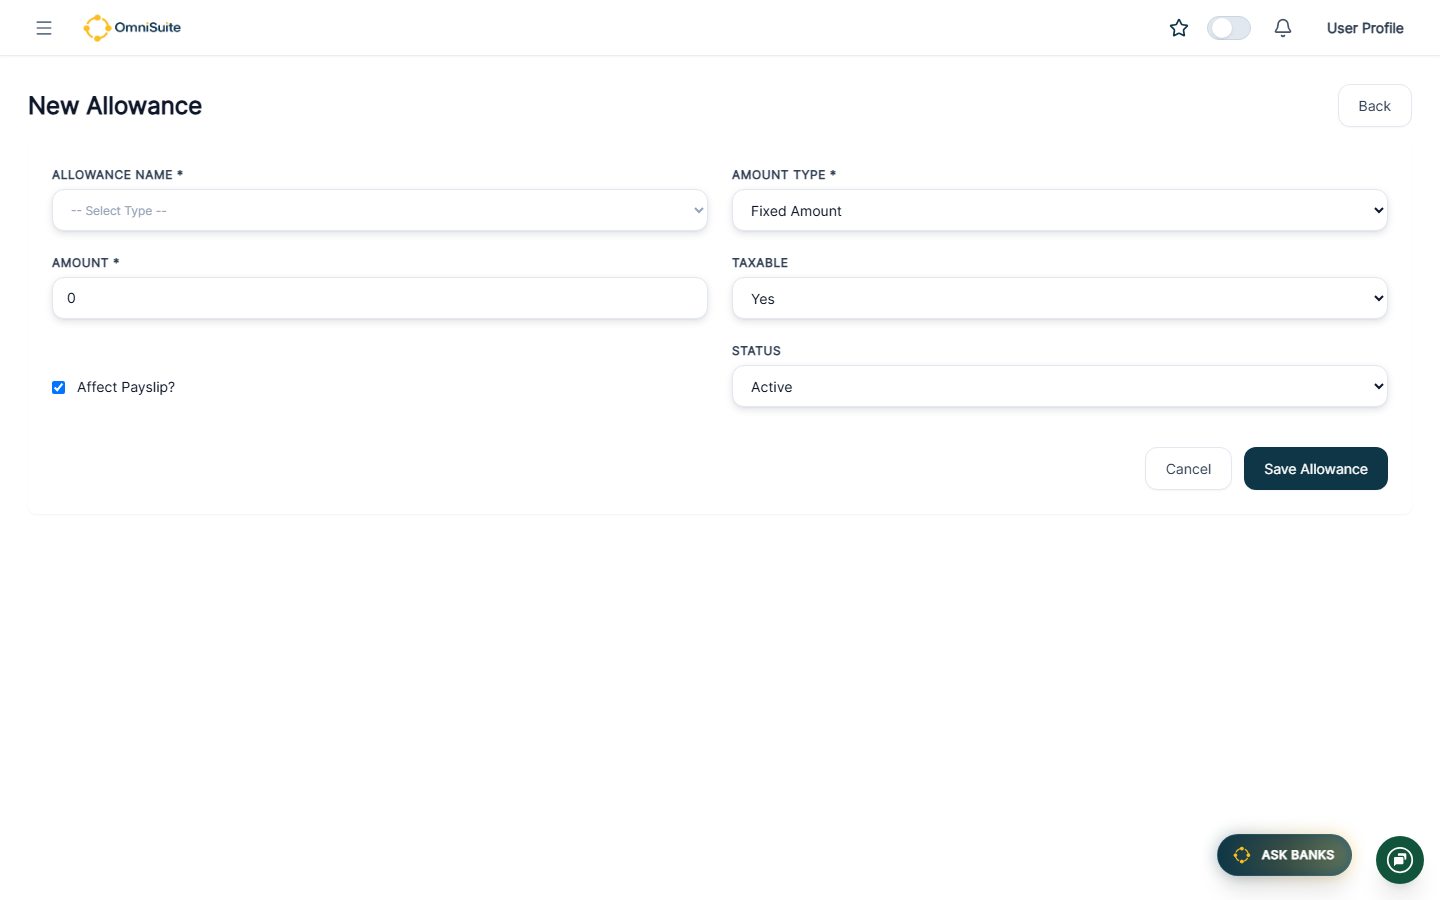 OmniSuite
User Profile
New Allowance
Back
ALLOWANCE NAME *
-- Select Type --
AMOUNT TYPE *
Fixed Amount
AMOUNT *
0
TAXABLE
Yes
Affect Payslip?
STATUS
Active
Cancel
Save Allowance
ASK BANKS